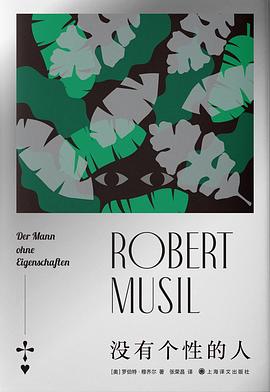 Der Mann
ohne
Eigenschaften
ROBERT
MUSIL
没有个性的人
[奥] 罗伯特·穆齐尔 著 张荣昌 译 上海译文出版社